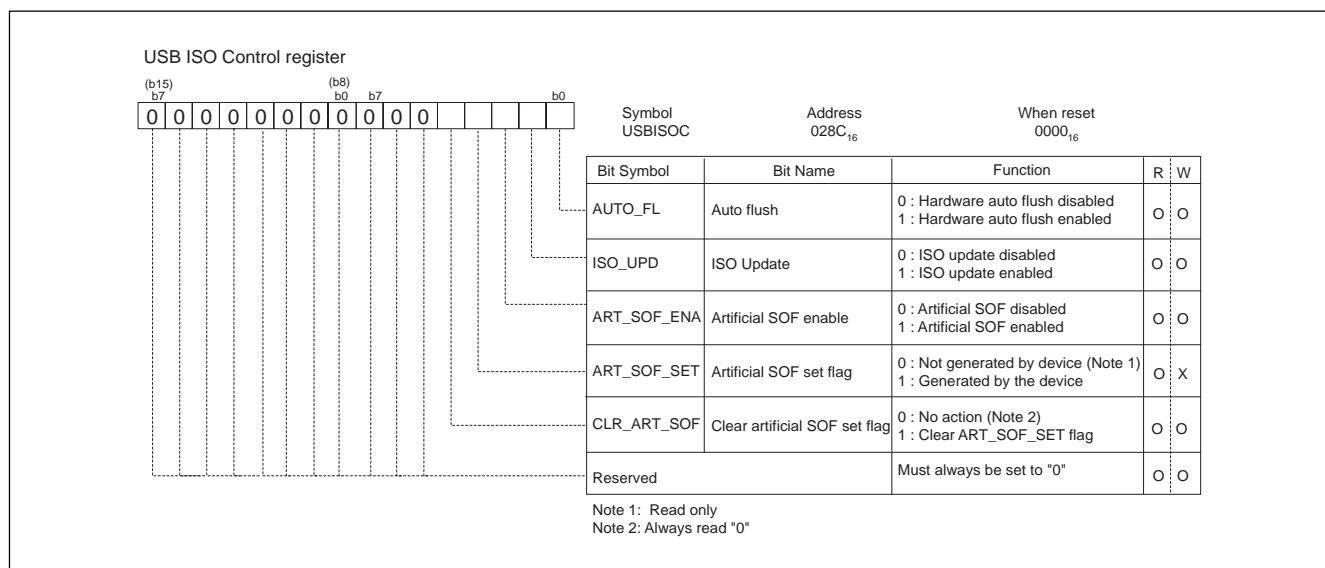 USB ISO Control register
(b15) (b8)
b7 b0 b7 b0
0 0 0 0 0 0 0 0 0 0 0
Symbol Address When reset
USBISOC 028C₁₆ 0000₁₆
Bit Symbol Bit Name Function R W
AUTO_FL Auto flush 0 : Hardware auto flush disabled O O
1 : Hardware auto flush enabled
ISO_UPD ISO Update 0 : ISO update disabled O O
1 : ISO update enabled
ART_SOF_ENA Artificial SOF enable 0 : Artificial SOF disabled O O
1 : Artificial SOF enabled
ART_SOF_SET Artificial SOF set flag 0 : Not generated by device (Note 1) O X
1 : Generated by the device
CLR_ART_SOF Clear artificial SOF set flag 0 : No action (Note 2) O O
1 : Clear ART_SOF_SET flag
Reserved Must always be set to "0" O O
Note 1: Read only
Note 2: Always read "0"